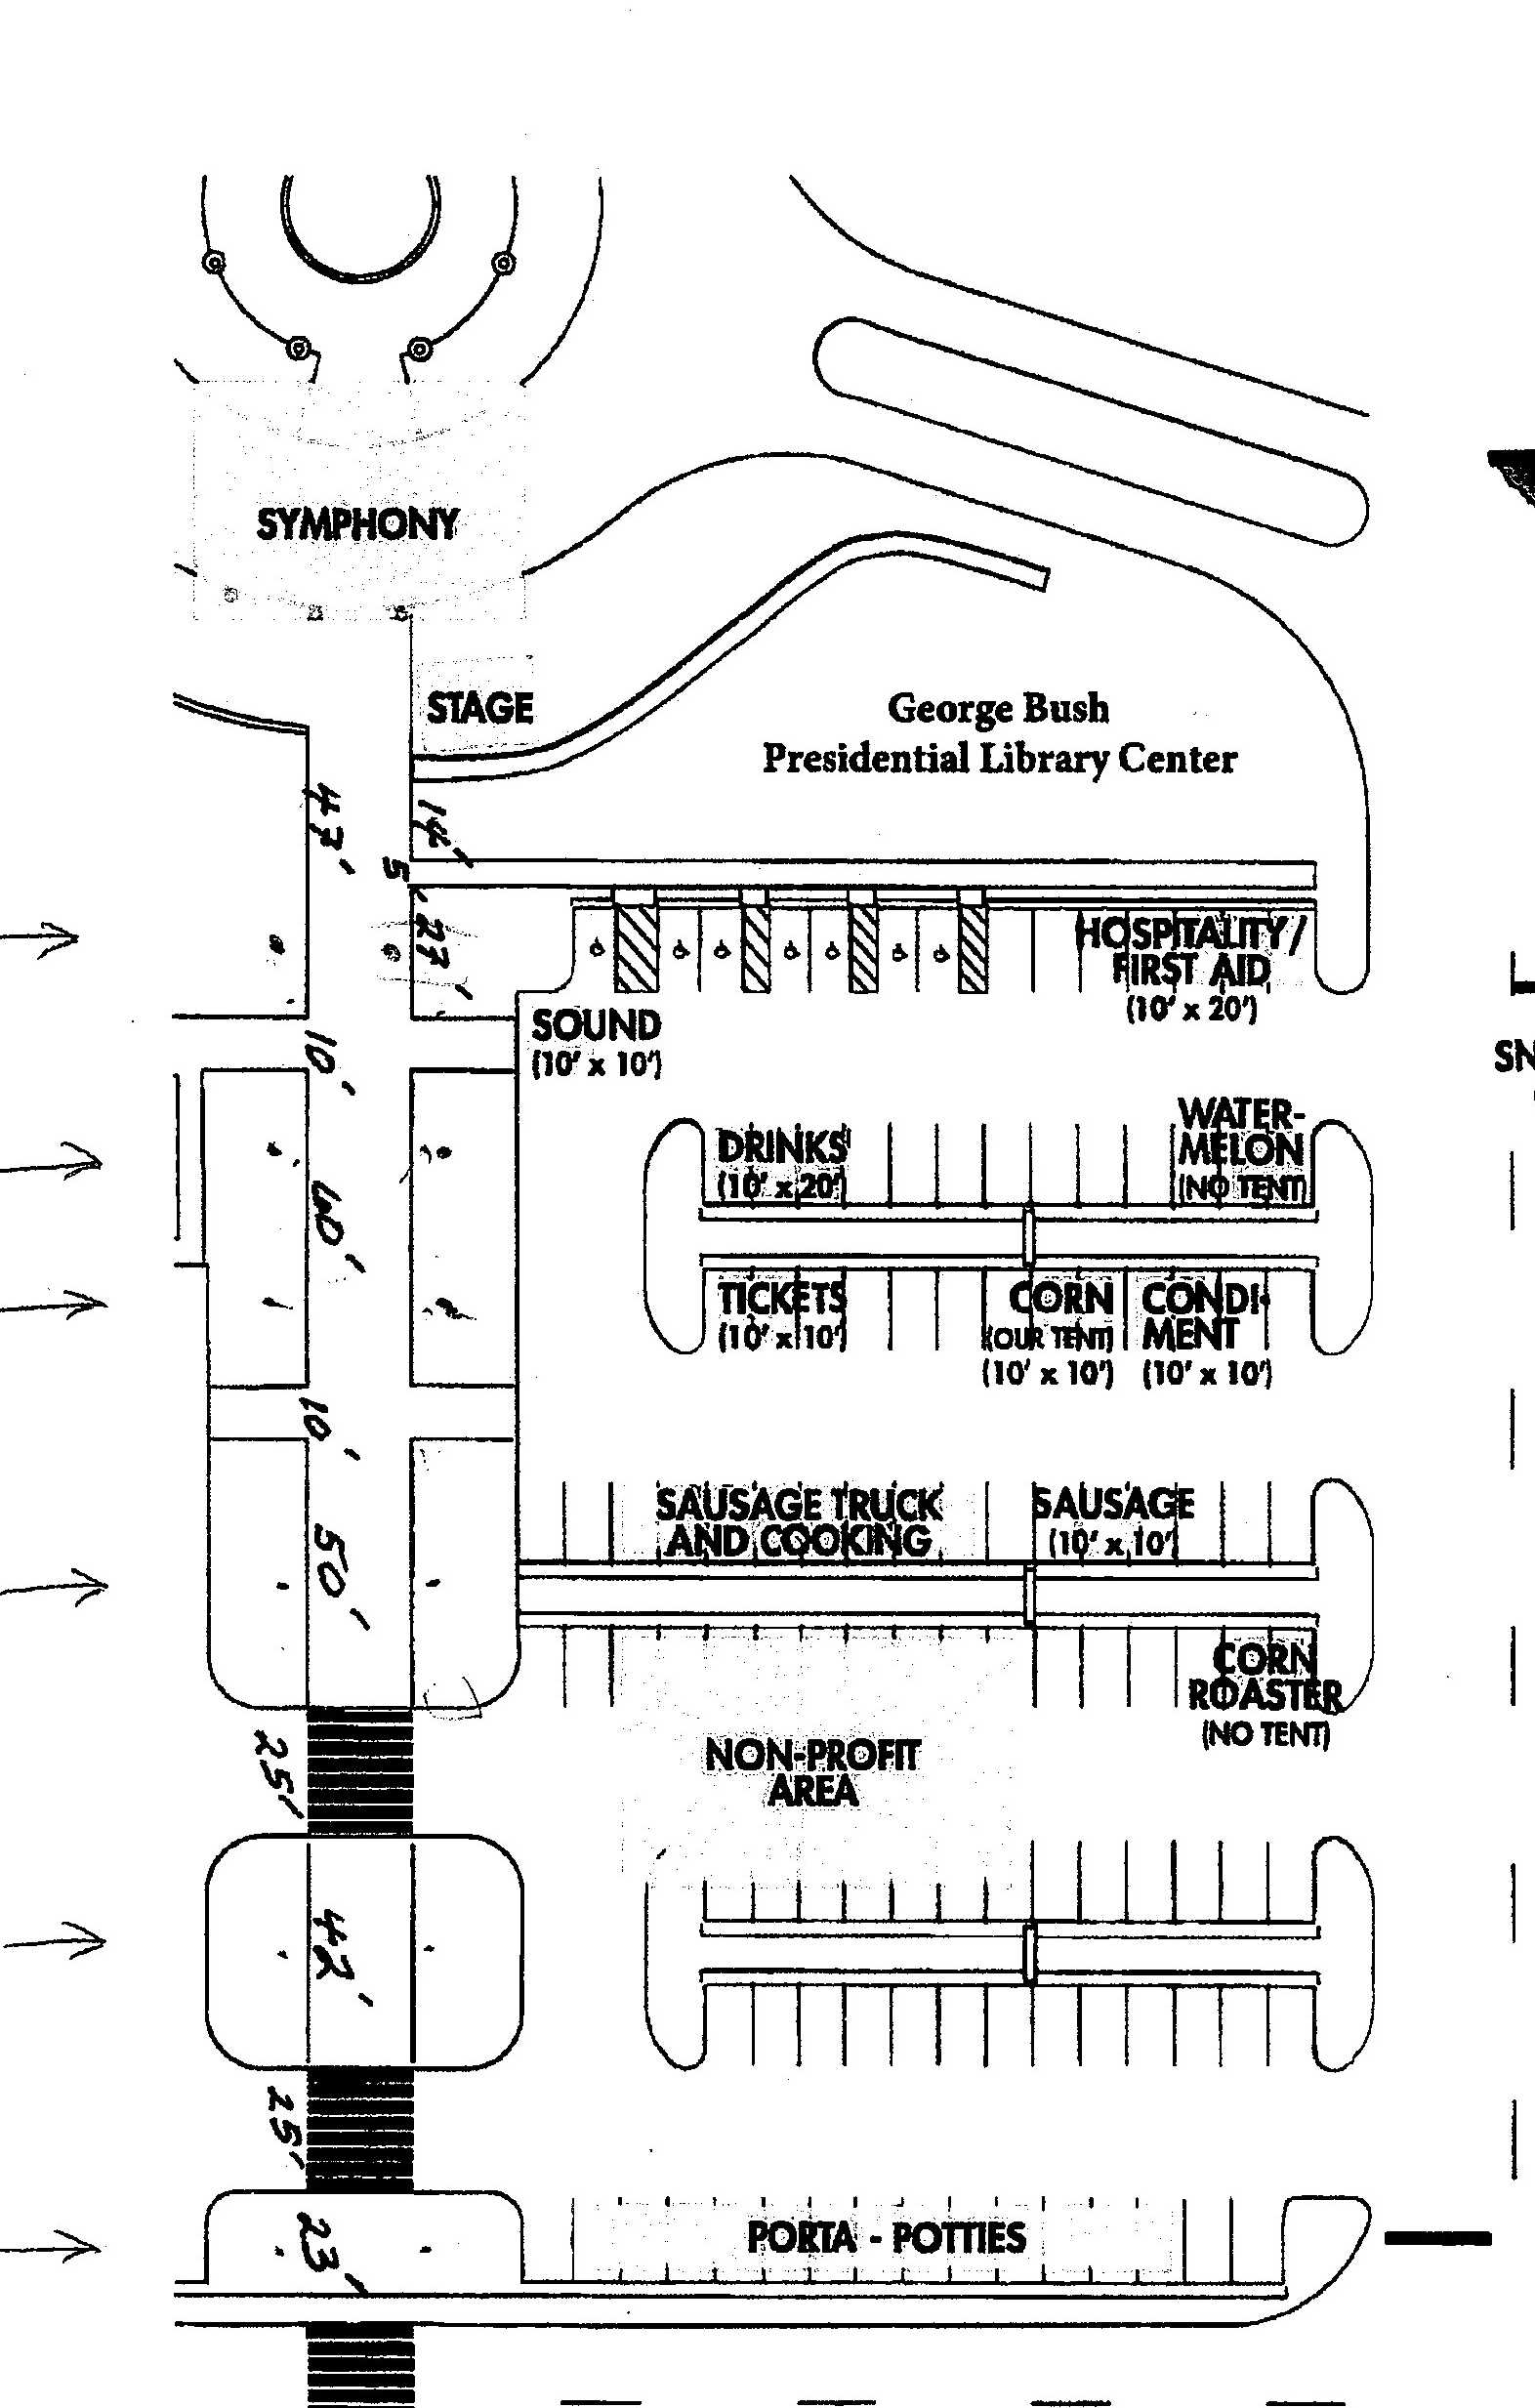 SYMPHONY
STAGE
George Bush
Presidential Library Center
47'
14'
5'
27'
HOSPITALITY/
FIRST AID
(10' x 20')
SOUND
(10' x 10')
SN
10'
60'
DRINKS
(10' x 20')
WATER-
MELON
(NO TENT)
TICKETS
(10' x 10')
CORN
(OUR TENT)
(10' x 10')
CONDI-
MENT
(10' x 10')
10'
50'
SAUSAGE TRUCK
AND COOKING
SAUSAGE
(10' x 10')
CORN
ROASTER
(NO TENT)
25'
NON-PROFIT
AREA
42'
25'
23'
PORTA - POTTIES